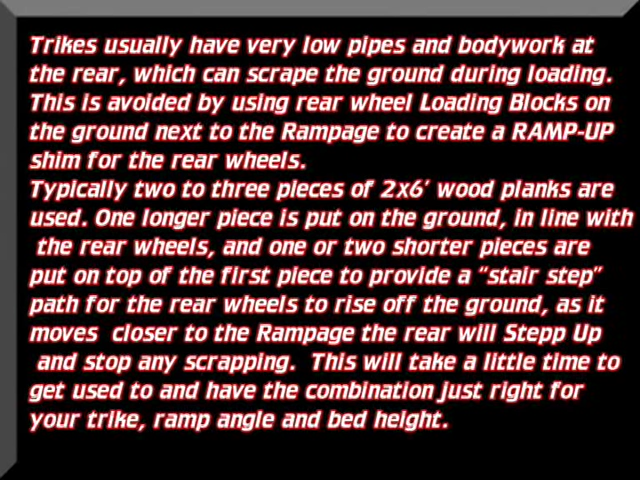 Trikes usually have very low pipes and bodywork at
the rear, which can scrape the ground during loading.
This is avoided by using rear wheel Loading Blocks on
the ground next to the Rampage to create a RAMP-UP
shim for the rear wheels.
Typically two to three pieces of 2x6' wood planks are
used. One longer piece is put on the ground, in line with
the rear wheels, and one or two shorter pieces are
put on top of the first piece to provide a "stair step"
path for the rear wheels to rise off the ground, as it
moves closer to the Rampage the rear will Stepp Up
and stop any scrapping. This will take a little time to
get used to and have the combination just right for
your trike, ramp angle and bed height.